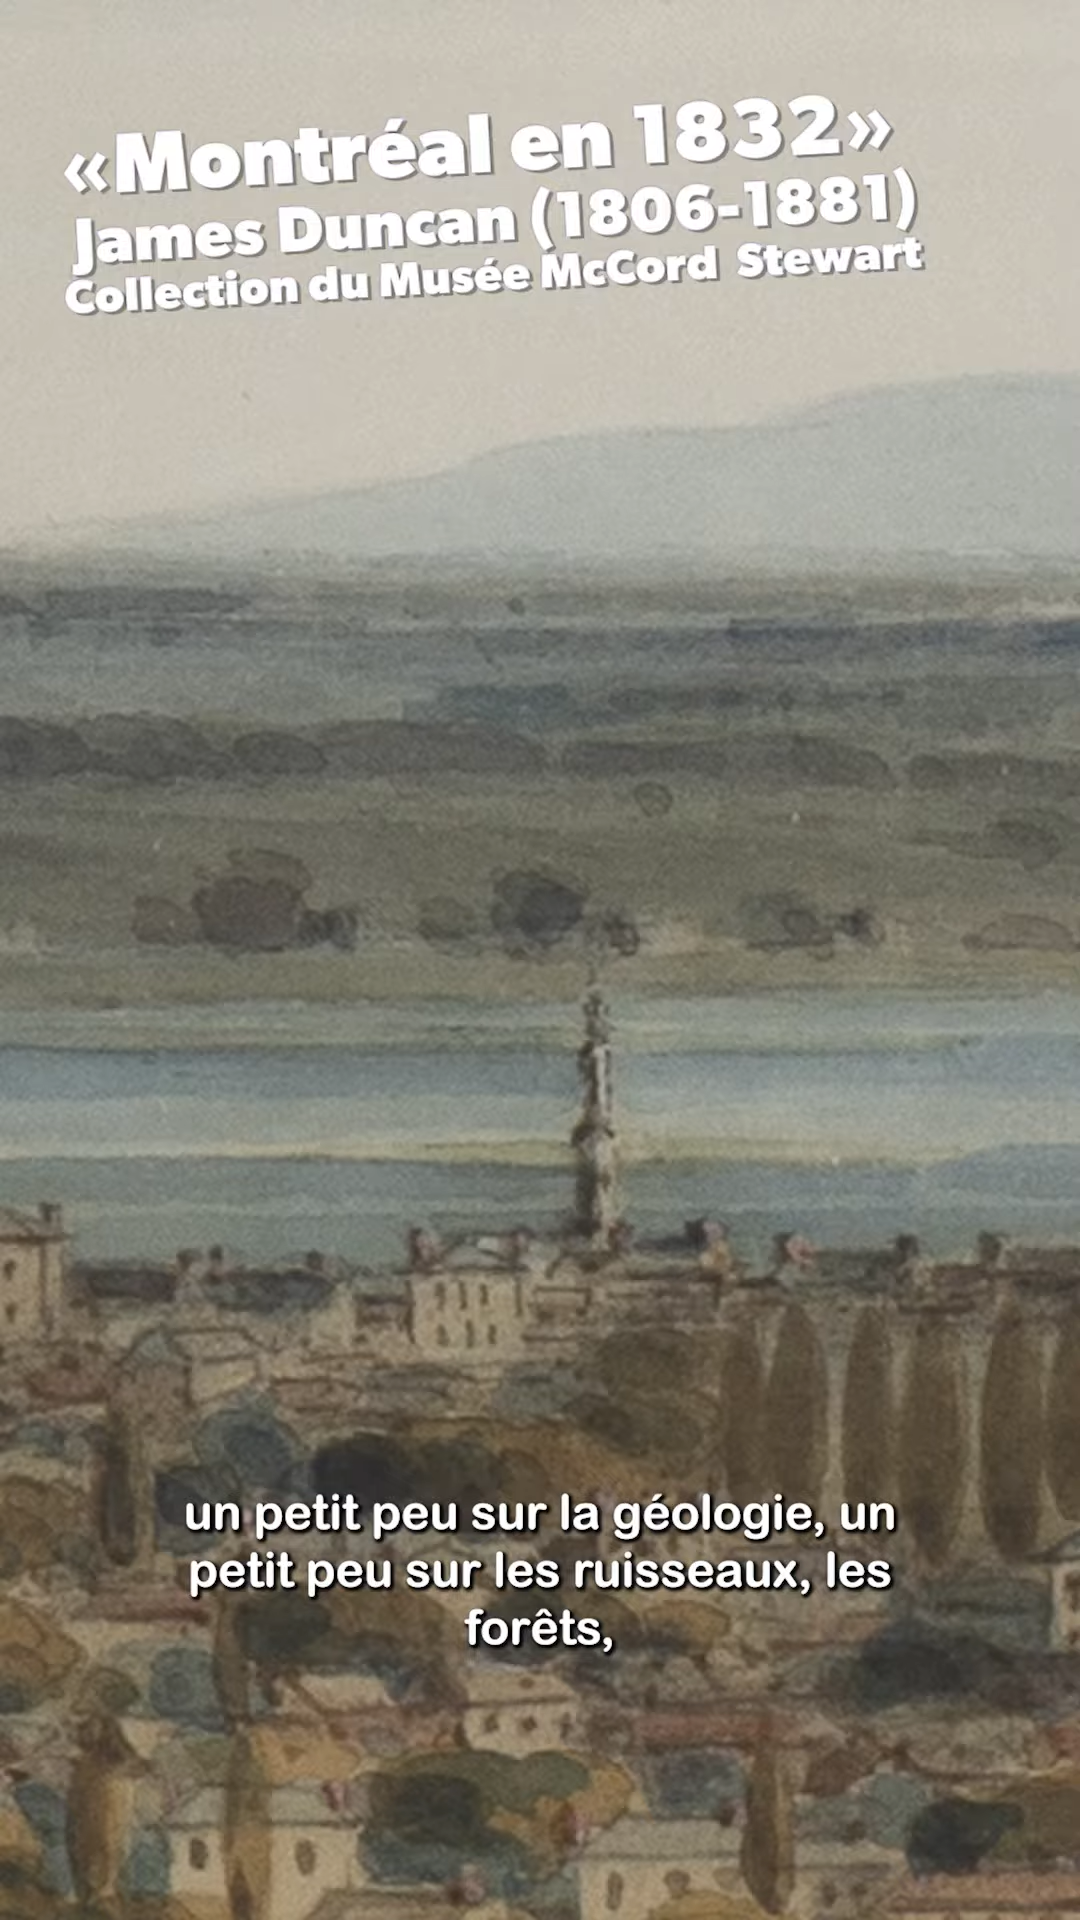 «Montréal en 1832»
James Duncan (1806-1881)
Collection du Musée McCord Stewart
un petit peu sur la géologie, un
petit peu sur les ruisseaux, les
forêts,